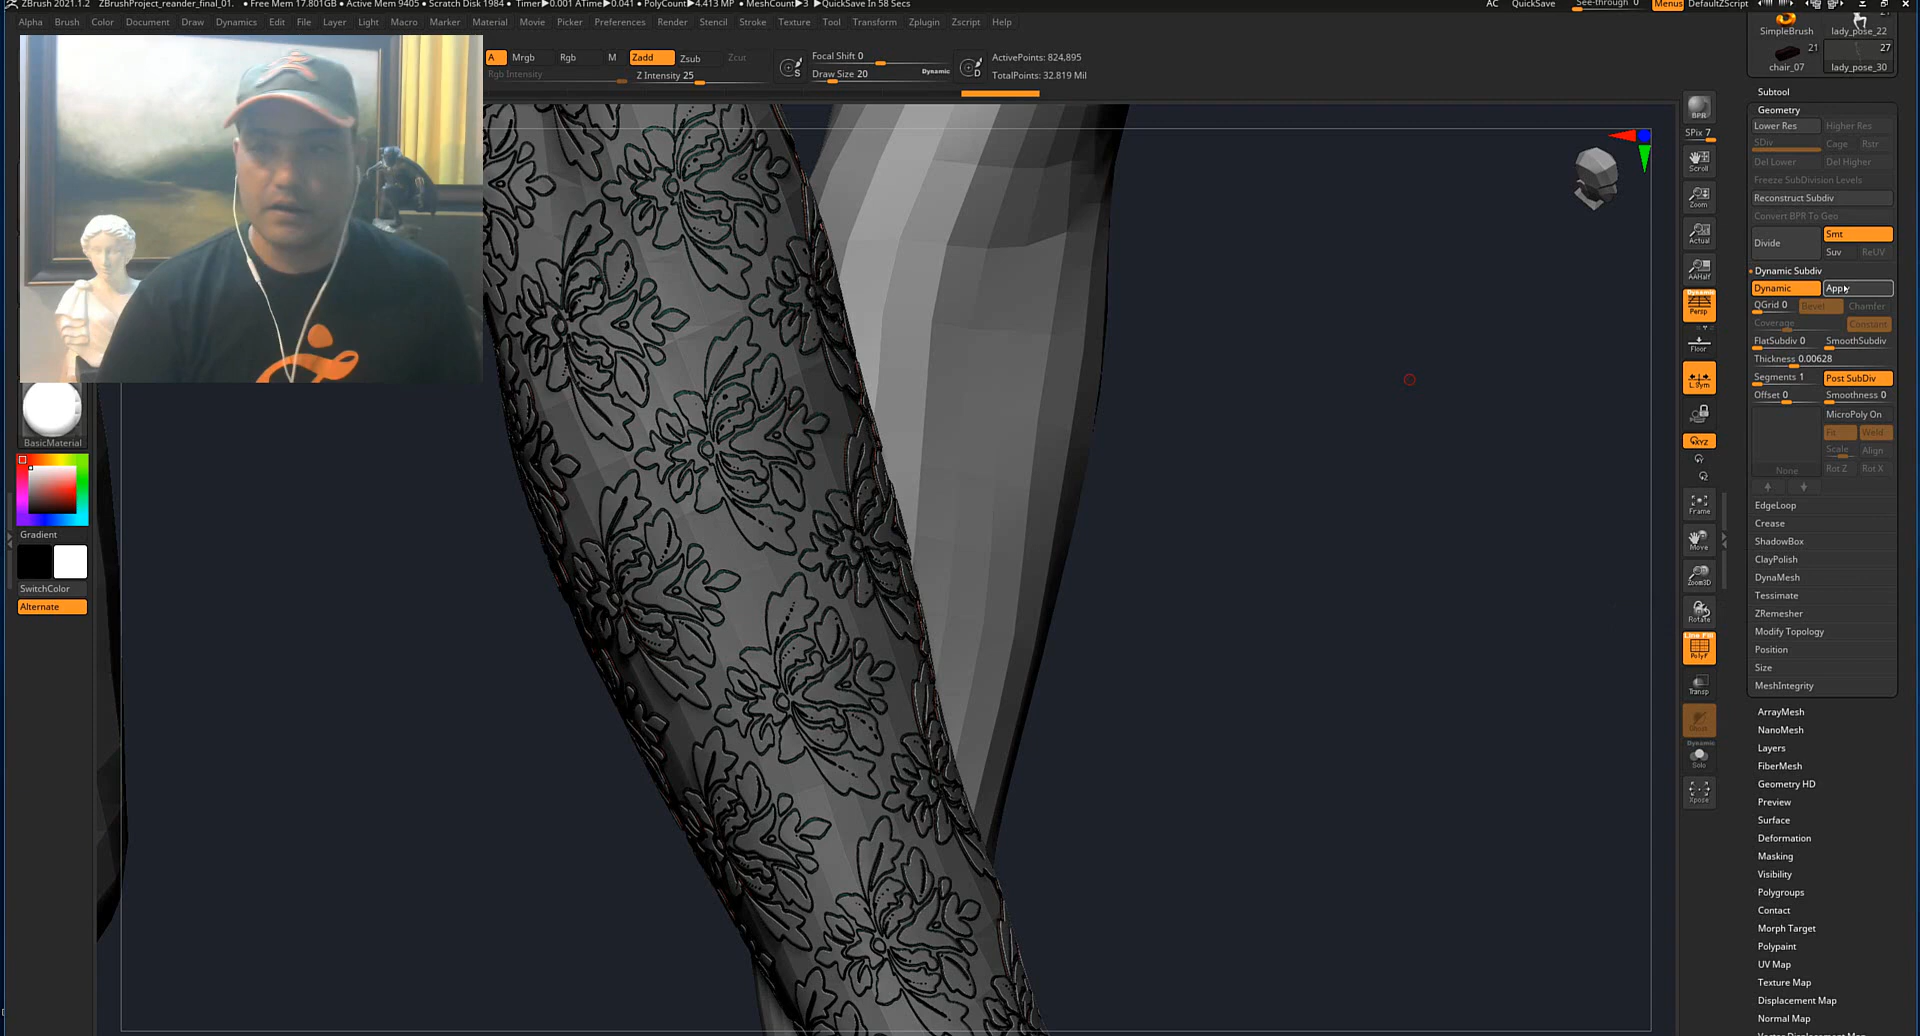 ZBrush 2021.1.2 ZBrushProject_reander_final_01. • Free Mem 17.801GB • Active Mem 9405 • Scratch Disk 1984 • Timer▶0.001 ATime▶0.041 • PolyCount▶4.413 MP • MeshCount▶3 ▶QuickSave In 58 Secs AC QuickSave See-through 0 Menus DefaultZScript
Alpha Brush Color Document Draw Dynamics Edit File Layer Light Macro Marker Material Movie Picker Preferences Render Stencil Stroke Texture Tool Transform Zplugin Zscript Help
A Mrgb Rgb M Zadd Zsub Zcut
Rgb Intensity Z Intensity 25
Focal Shift 0
Draw Size 20 Dynamic
S
D
ActivePoints: 824,895
TotalPoints: 32.819 Mil
BasicMaterial
Gradient
SwitchColor
Alternate
BPR
SPix 7
Scroll
Zoom
Actual
AAHalf
Dynamic
Persp
Floor
L.Sym
Frame
Move
Zoom3D
Rotate
Line Fill
PolyF
Transp
Dynamic
Solo
Xpose
SimpleBrush lady_pose_22
21 27
chair_07 lady_pose_30
Subtool
Geometry
Lower Res Higher Res
SDiv Cage Rstr
Del Lower Del Higher
Freeze SubDivision Levels
Reconstruct Subdiv
Convert BPR To Geo
Divide Smt
Suv ReUV
Dynamic Subdiv
Dynamic Apply
QGrid 0 Bevel Chamfer
Coverage Constant
FlatSubdiv 0 SmoothSubdiv
Thickness 0.00628
Segments 1 Post SubDiv
Offset 0 Smoothness 0
MicroPoly On
Fit Weld
Scale Align
None Rot Z Rot X
EdgeLoop
Crease
ShadowBox
ClayPolish
DynaMesh
Tessimate
ZRemesher
Modify Topology
Position
Size
MeshIntegrity
ArrayMesh
NanoMesh
Layers
FiberMesh
Geometry HD
Preview
Surface
Deformation
Masking
Visibility
Polygroups
Contact
Morph Target
Polypaint
UV Map
Texture Map
Displacement Map
Normal Map